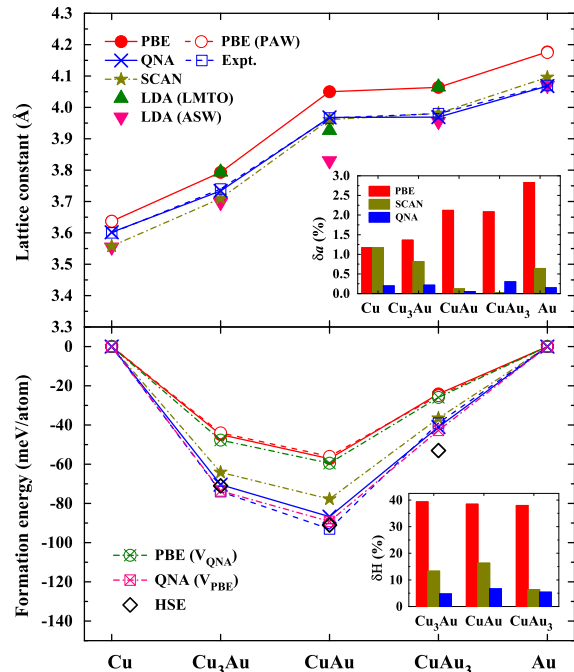 PBE PBE (PAW)
QNA Expt.
SCAN
LDA (LMTO)
LDA (ASW)
Lattice constant (Å)
4.3
4.2
4.1
4.0
3.9
3.8
3.7
3.6
3.5
3.4
3.3
3.0
2.5
2.0
1.5
1.0
0.5
0.0
δa (%)
PBE
SCAN
QNA
Cu Cu3Au CuAu CuAu3 Au
Formation energy (meV/atom)
0
-20
-40
-60
-80
-100
-120
-140
PBE (VQNA)
QNA (VPBE)
HSE
40
30
20
10
0
δH (%)
Cu3Au CuAu CuAu3
Cu Cu3Au CuAu CuAu3 Au